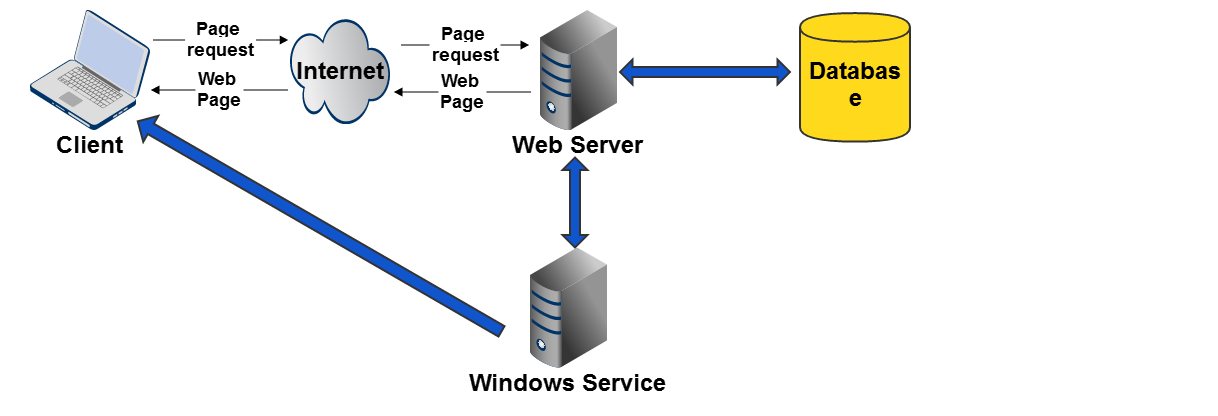 Page
request
Web
Page
Client
Internet
Page
request
Web
Page
Web Server
Databas
e
Windows Service